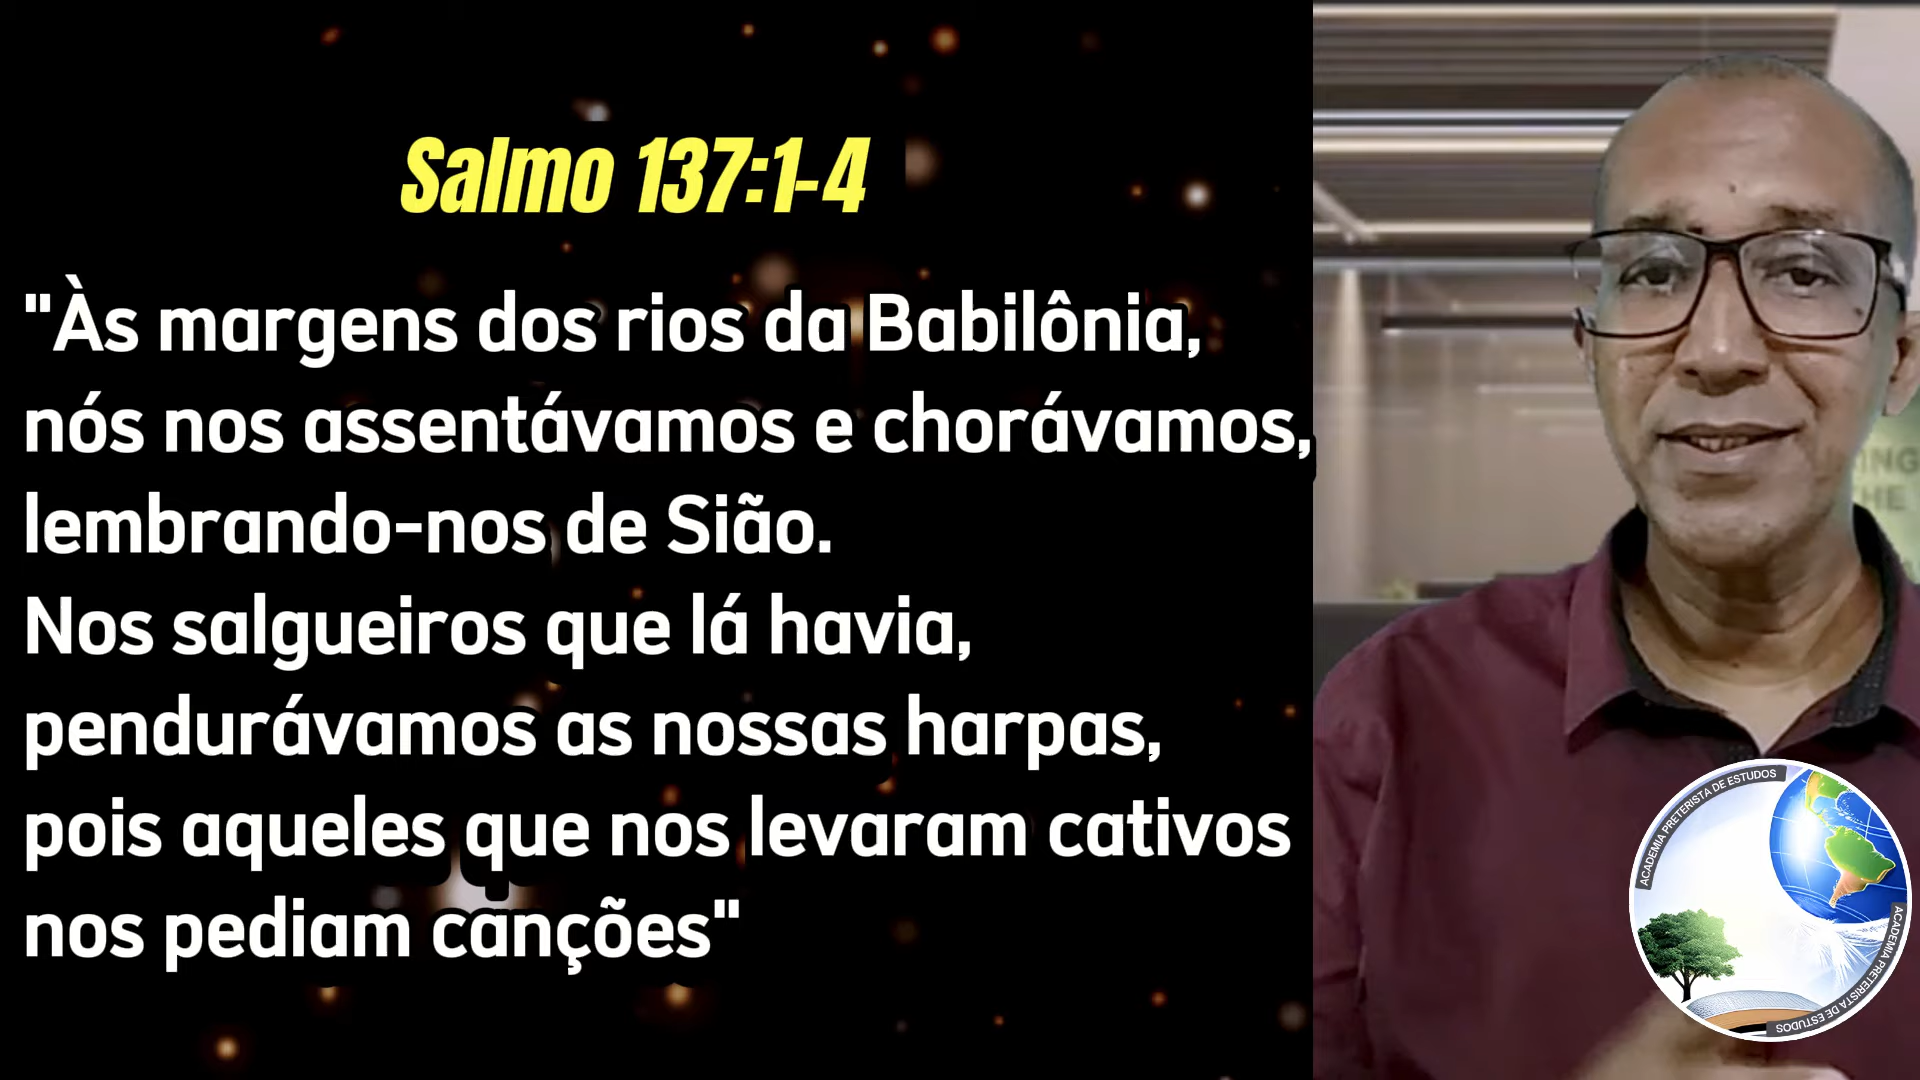 Salmo 137:1-4
"Às margens dos rios da Babilônia,
nós nos assentávamos e chorávamos,
lembrando-nos de Sião.
Nos salgueiros que lá havia,
pendurávamos as nossas harpas,
pois aqueles que nos levaram cativos
nos pediam canções"
ING
HE
ACADEMIA PRETERISTA DE ESTUDOS
ACADEMIA PRETERISTA DE ESTUDOS